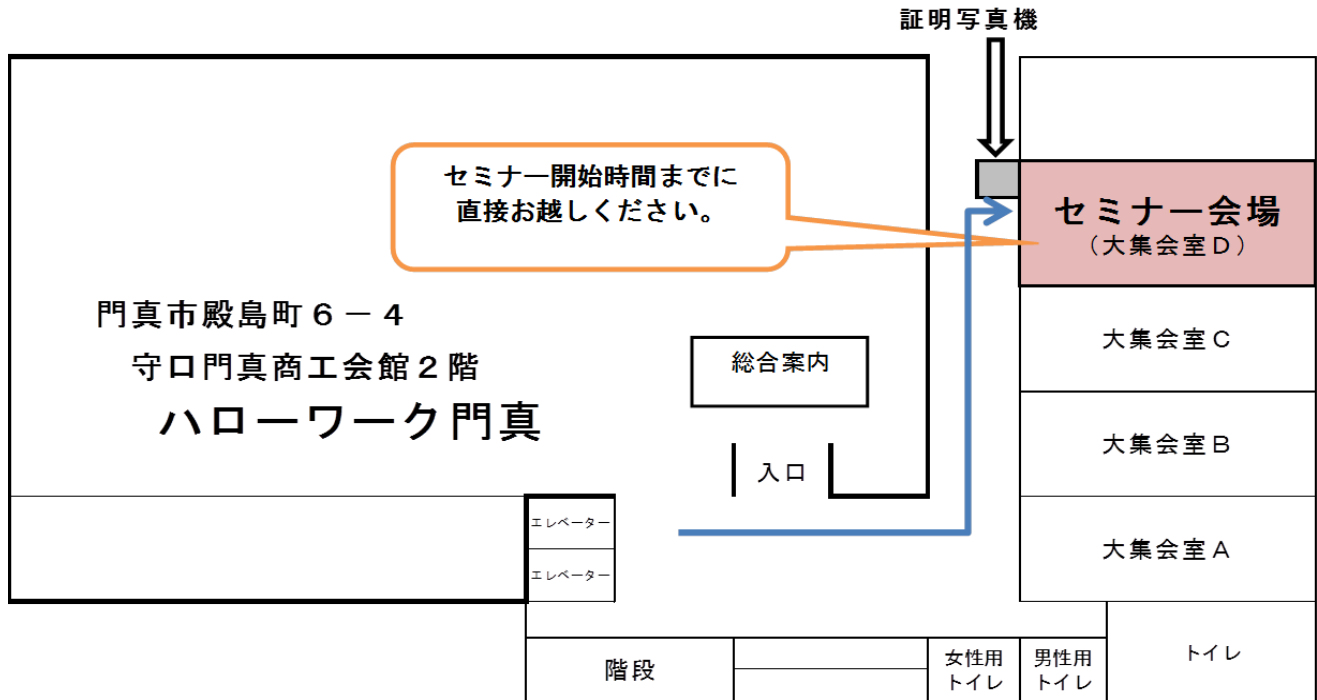 証明写真機
セミナー開始時間までに
直接お越しください。
セミナー会場
（大集会室Ｄ）
門真市殿島町６－４
守口門真商工会館２階
ハローワーク門真
総合案内
大集会室Ｃ
大集会室Ｂ
入口
エレベーター
大集会室Ａ
エレベーター
階段
女性用
トイレ
男性用
トイレ
トイレ